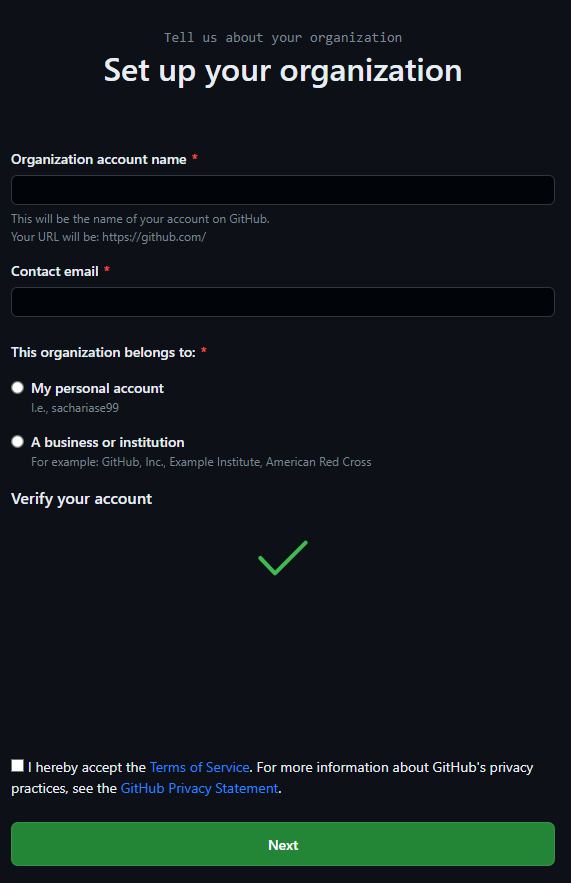 Tell us about your organization
Set up your organization
Organization account name *
This will be the name of your account on GitHub.
Your URL will be: https://github.com/
Contact email *
This organization belongs to: *
My personal account
I.e., sachariase99
A business or institution
For example: GitHub, Inc., Example Institute, American Red Cross
Verify your account
I hereby accept the Terms of Service. For more information about GitHub's privacy
practices, see the GitHub Privacy Statement.
Next